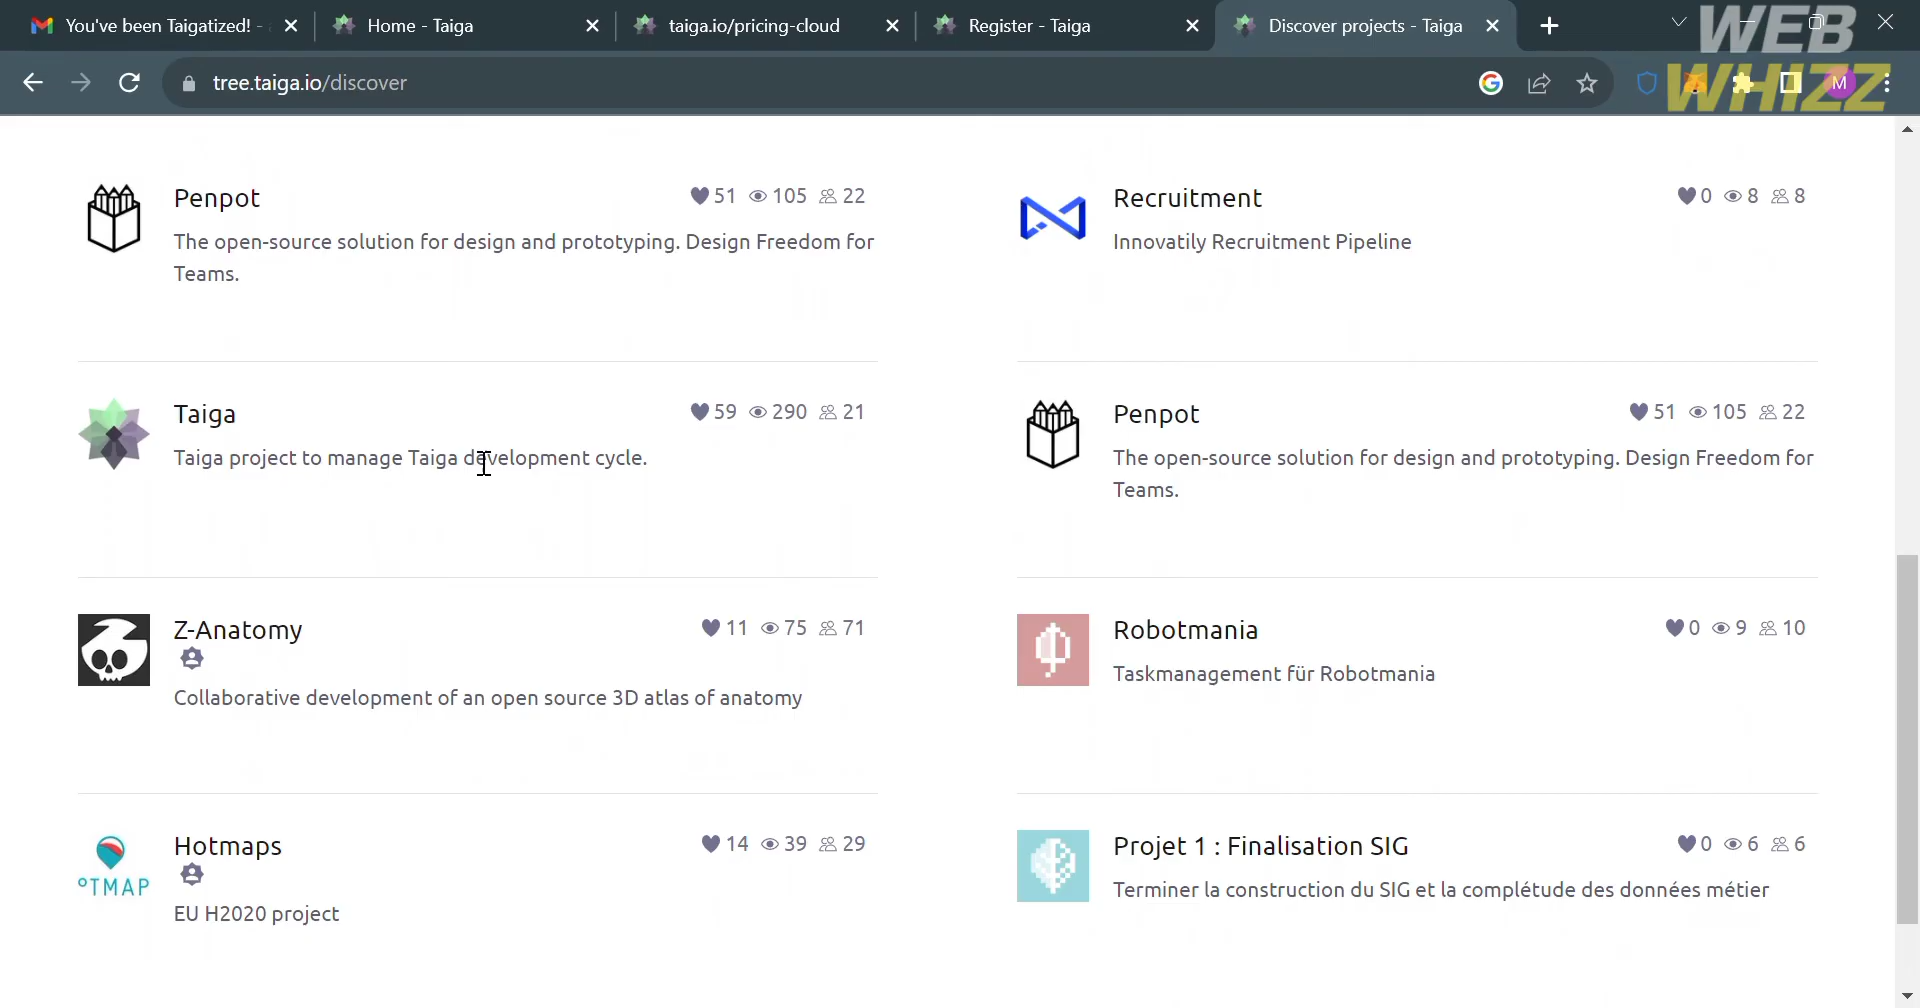 You've been Taigatized! -
Home - Taiga
taiga.io/pricing-cloud
Register - Taiga
Discover projects - Taiga
WEB
WHIZZ
tree.taiga.io/discover
M
Penpot
51 105 22
The open-source solution for design and prototyping. Design Freedom for
Teams.
Recruitment
0 8 8
Innovatily Recruitment Pipeline
Taiga
59 290 21
Taiga project to manage Taiga development cycle.
Penpot
51 105 22
The open-source solution for design and prototyping. Design Freedom for
Teams.
Z-Anatomy
11 75 71
Collaborative development of an open source 3D atlas of anatomy
Robotmania
0 9 10
Taskmanagement für Robotmania
°TMAP
Hotmaps
14 39 29
EU H2020 project
Projet 1 : Finalisation SIG
0 6 6
Terminer la construction du SIG et la complétude des données métier